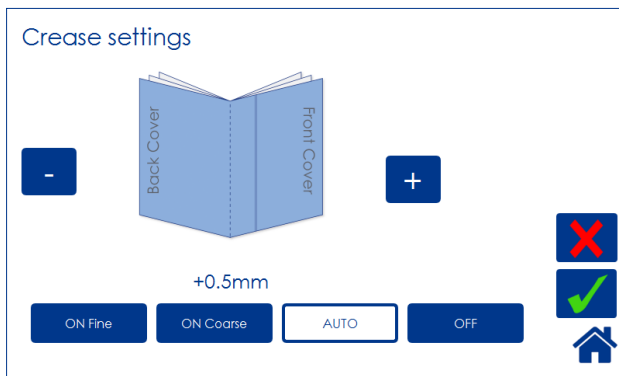 Crease settings
Back Cover
Front Cover
-
+
+0.5mm
ON Fine
ON Coarse
AUTO
OFF